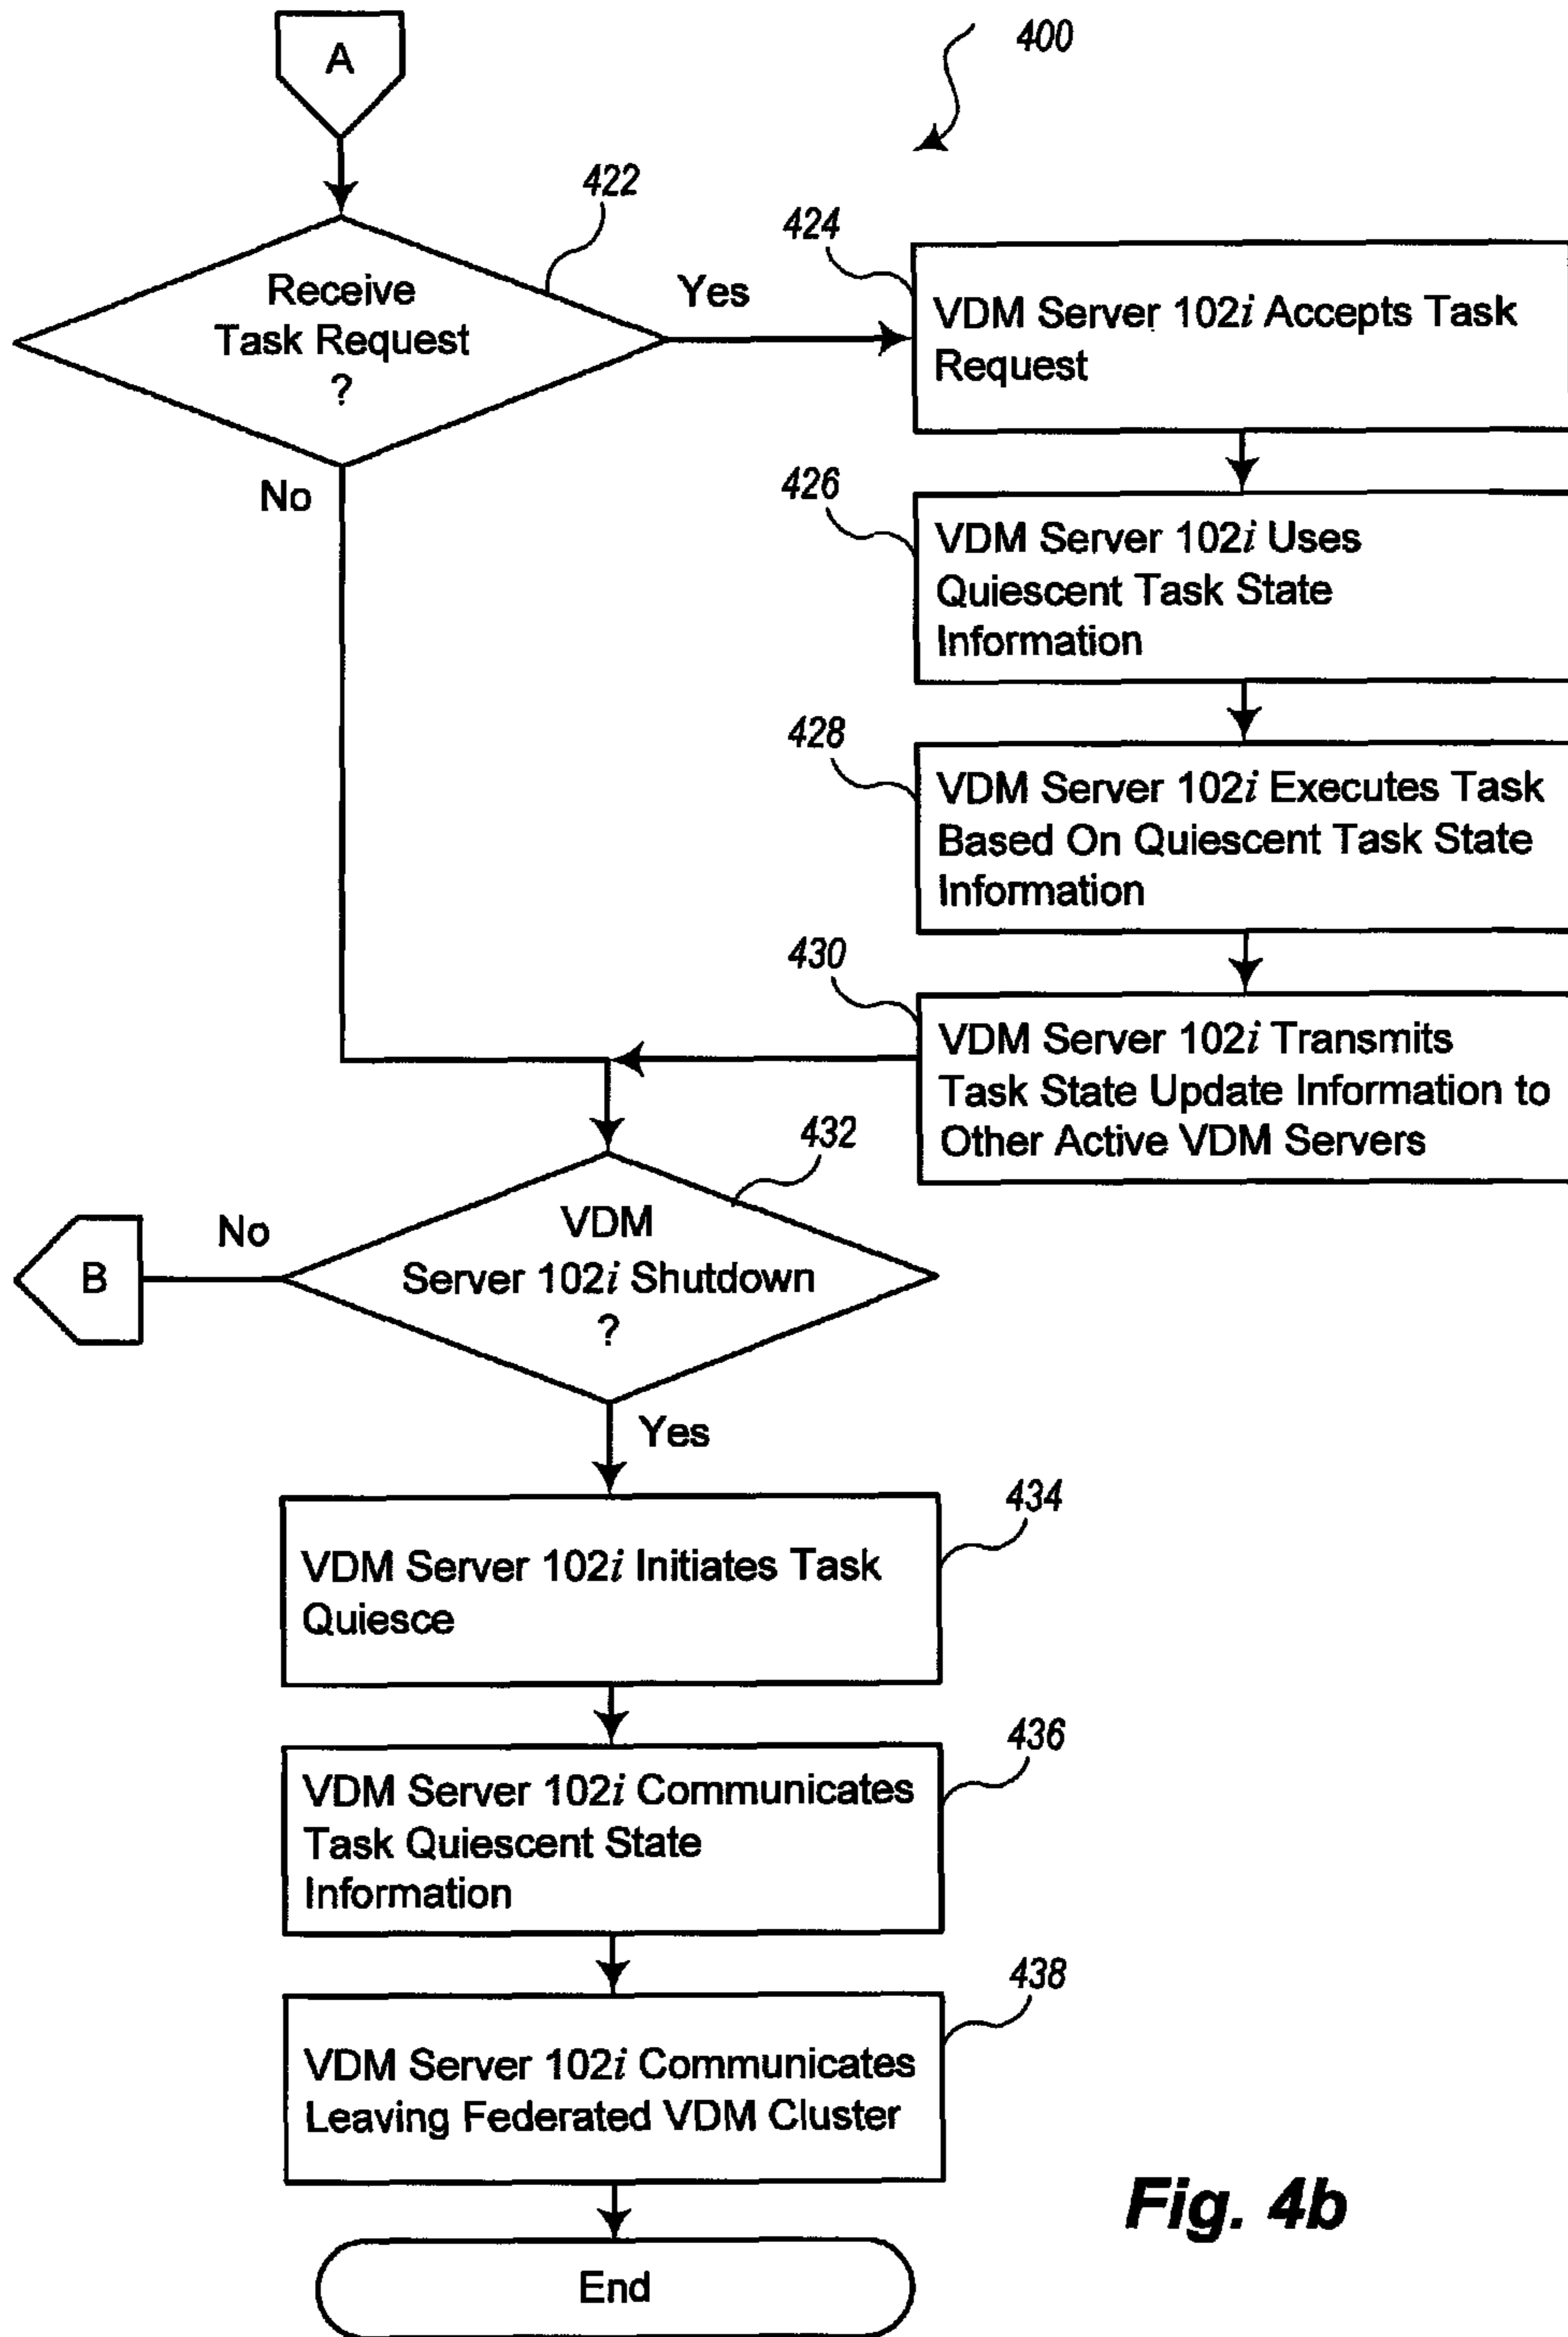 A
400
422
Receive
Task Request
?
Yes
No
424
VDM Server 102i Accepts Task
Request
426
VDM Server 102i Uses
Quiescent Task State
Information
428
VDM Server 102i Executes Task
Based On Quiescent Task State
Information
430
VDM Server 102i Transmits
Task State Update Information to
Other Active VDM Servers
432
VDM
Server 102i Shutdown
?
No
B
Yes
434
VDM Server 102i Initiates Task
Quiesce
436
VDM Server 102i Communicates
Task Quiescent State
Information
438
VDM Server 102i Communicates
Leaving Federated VDM Cluster
End
Fig. 4b